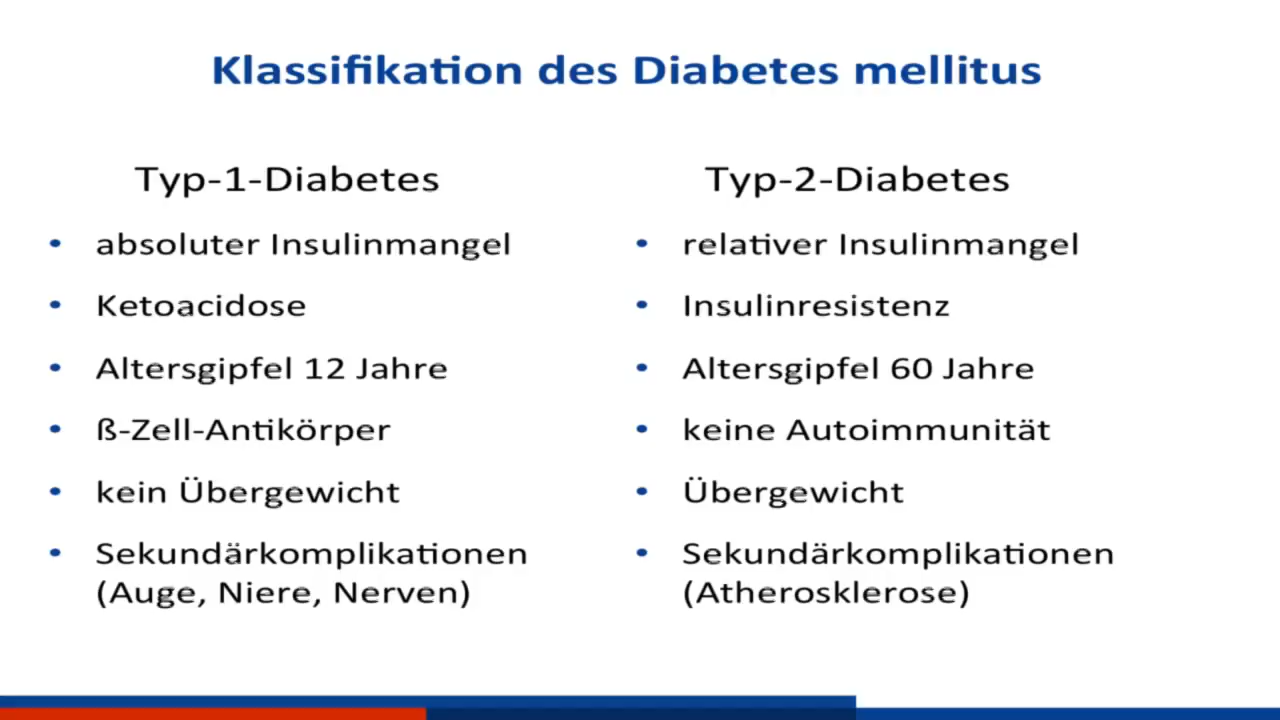 Klassifikation des Diabetes mellitus
Typ-1-Diabetes
• absoluter Insulinmangel
• Ketoacidose
• Altersgipfel 12 Jahre
• ß-Zell-Antikörper
• kein Übergewicht
• Sekundärkomplikationen
(Auge, Niere, Nerven)
Typ-2-Diabetes
• relativer Insulinmangel
• Insulinresistenz
• Altersgipfel 60 Jahre
• keine Autoimmunität
• Übergewicht
• Sekundärkomplikationen
(Atherosklerose)